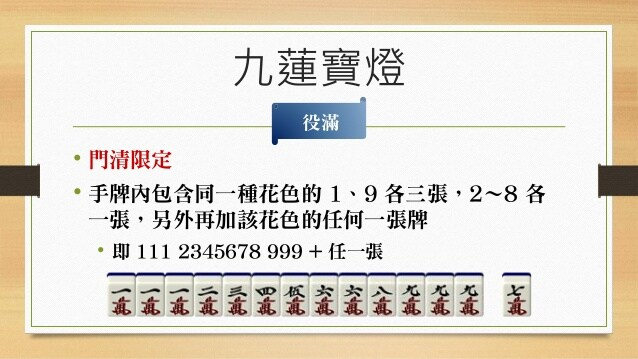 九蓮寶燈
役滿
• 門清限定
• 手牌內包含同一種花色的 1、9 各三張，2～8 各
一張，另外再加該花色的任何一張牌
• 即 111 2345678 999 + 任一張
一萬 一萬 一萬 二萬 三萬 四萬 伍萬 六萬 六萬 八萬 九萬 九萬 九萬 七萬